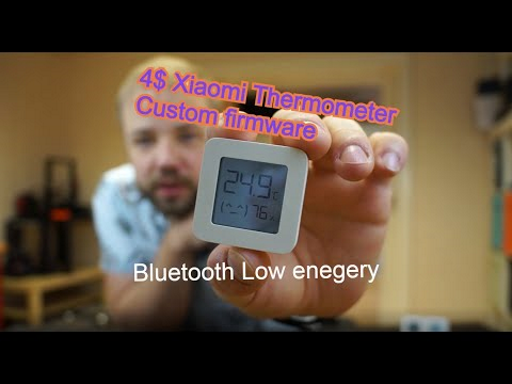 4$ Xiaomi Thermometer
Custom firmware
24.9 °C
(^_^) 76 %
Bluetooth Low enegery